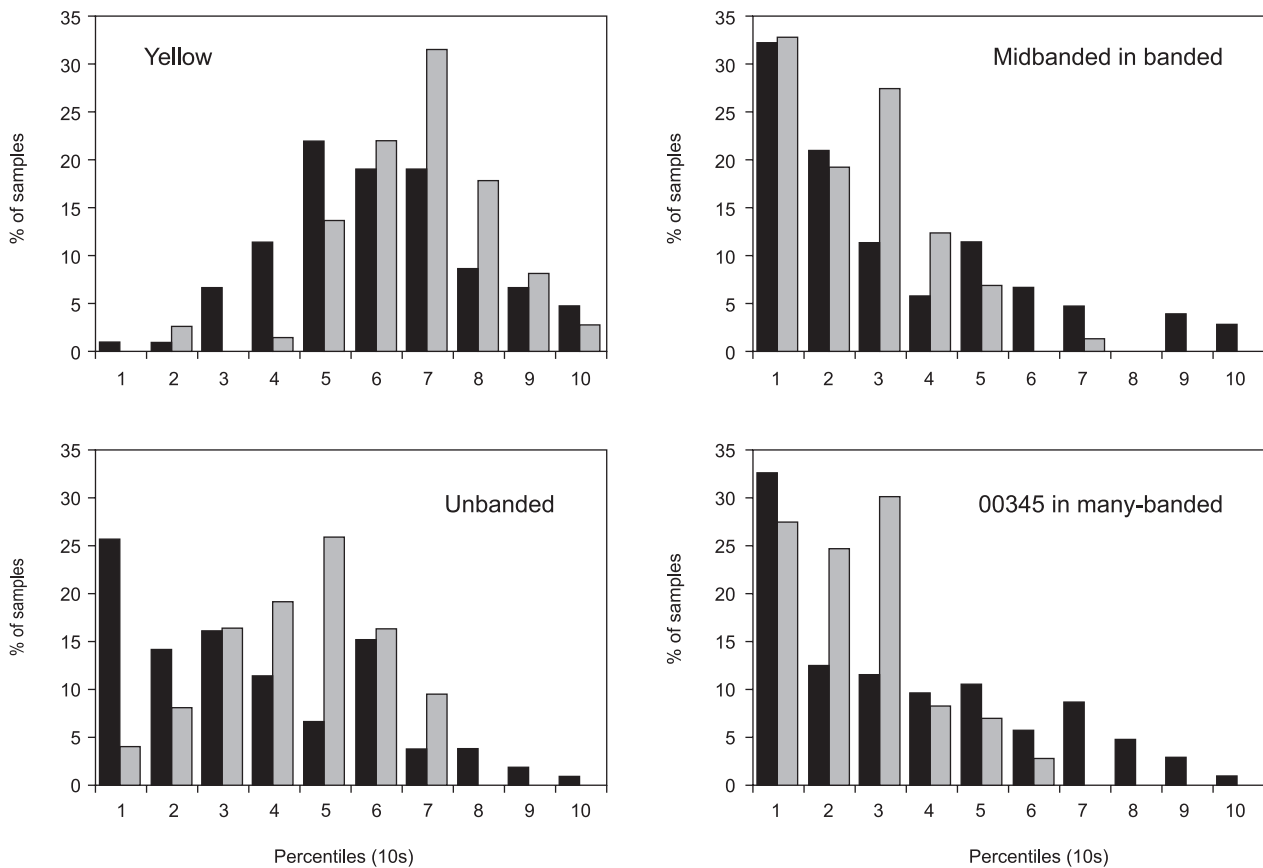 Yellow
% of samples
35
30
25
20
15
10
5
0
1 2 3 4 5 6 7 8 9 10
Midbanded in banded
% of samples
35
30
25
20
15
10
5
0
1 2 3 4 5 6 7 8 9 10
Unbanded
% of samples
35
30
25
20
15
10
5
0
1 2 3 4 5 6 7 8 9 10
Percentiles (10s)
00345 in many-banded
% of samples
35
30
25
20
15
10
5
0
1 2 3 4 5 6 7 8 9 10
Percentiles (10s)